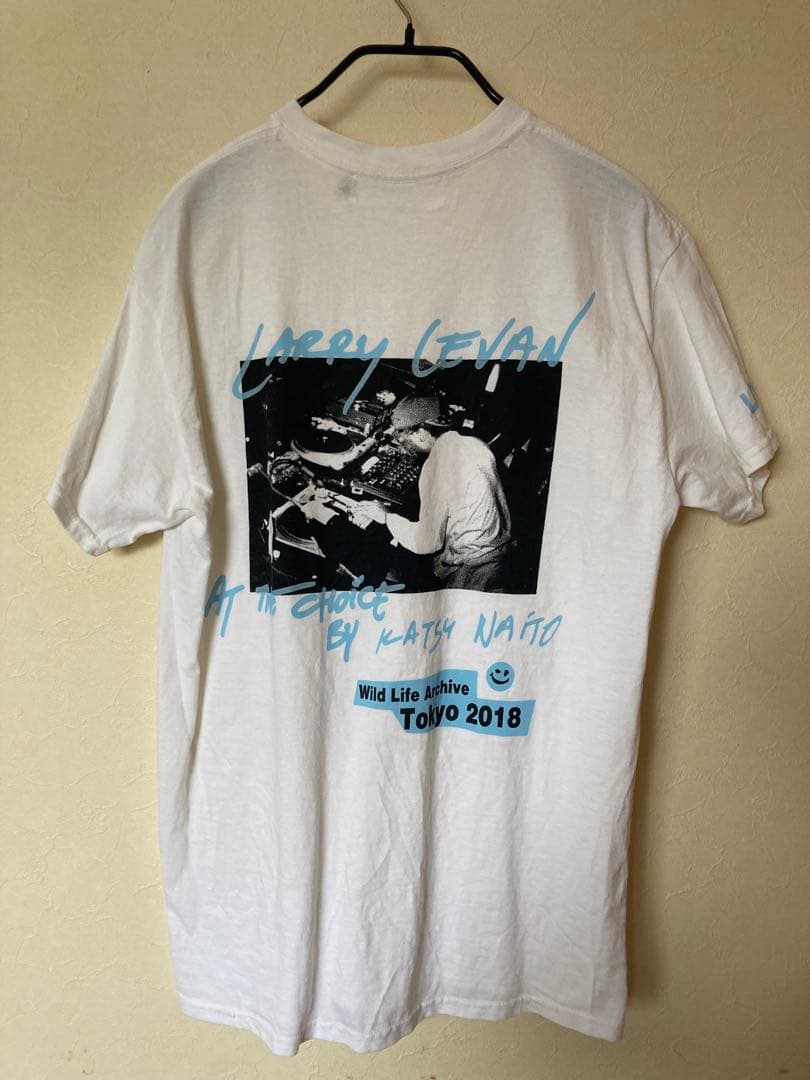 LARRY LEVAN
AT THE CHOICE
BY KATSU NAITO
Wild Life Archive
Tokyo 2018